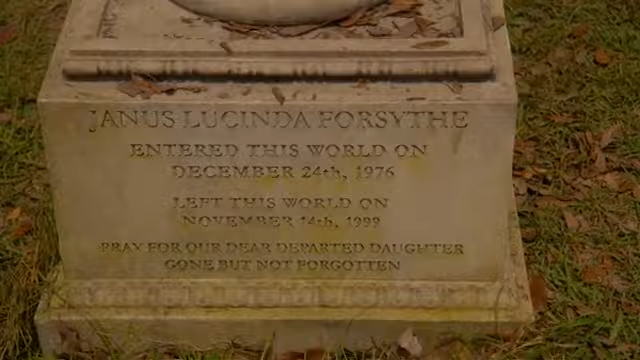 JANUS LUCINDA FORSYTHE
ENTERED THIS WORLD ON
DECEMBER 24th, 1976
LEFT THIS WORLD ON
NOVEMBER 14th, 1999
PRAY FOR OUR DEAR DEPARTED DAUGHTER
GONE BUT NOT FORGOTTEN